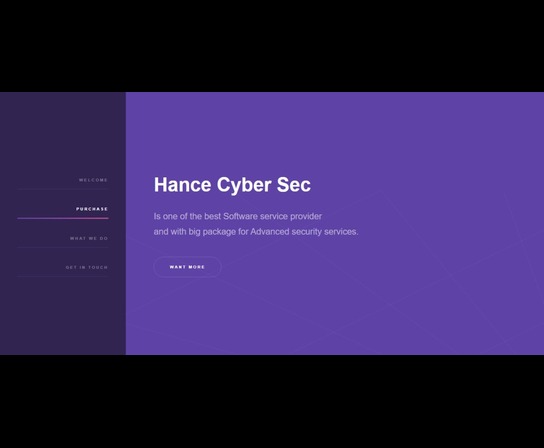 WELCOME
PURCHASE
WHAT WE DO
GET IN TOUCH
Hance Cyber Sec
Is one of the best Software service provider
and with big package for Advanced security services.
WANT MORE